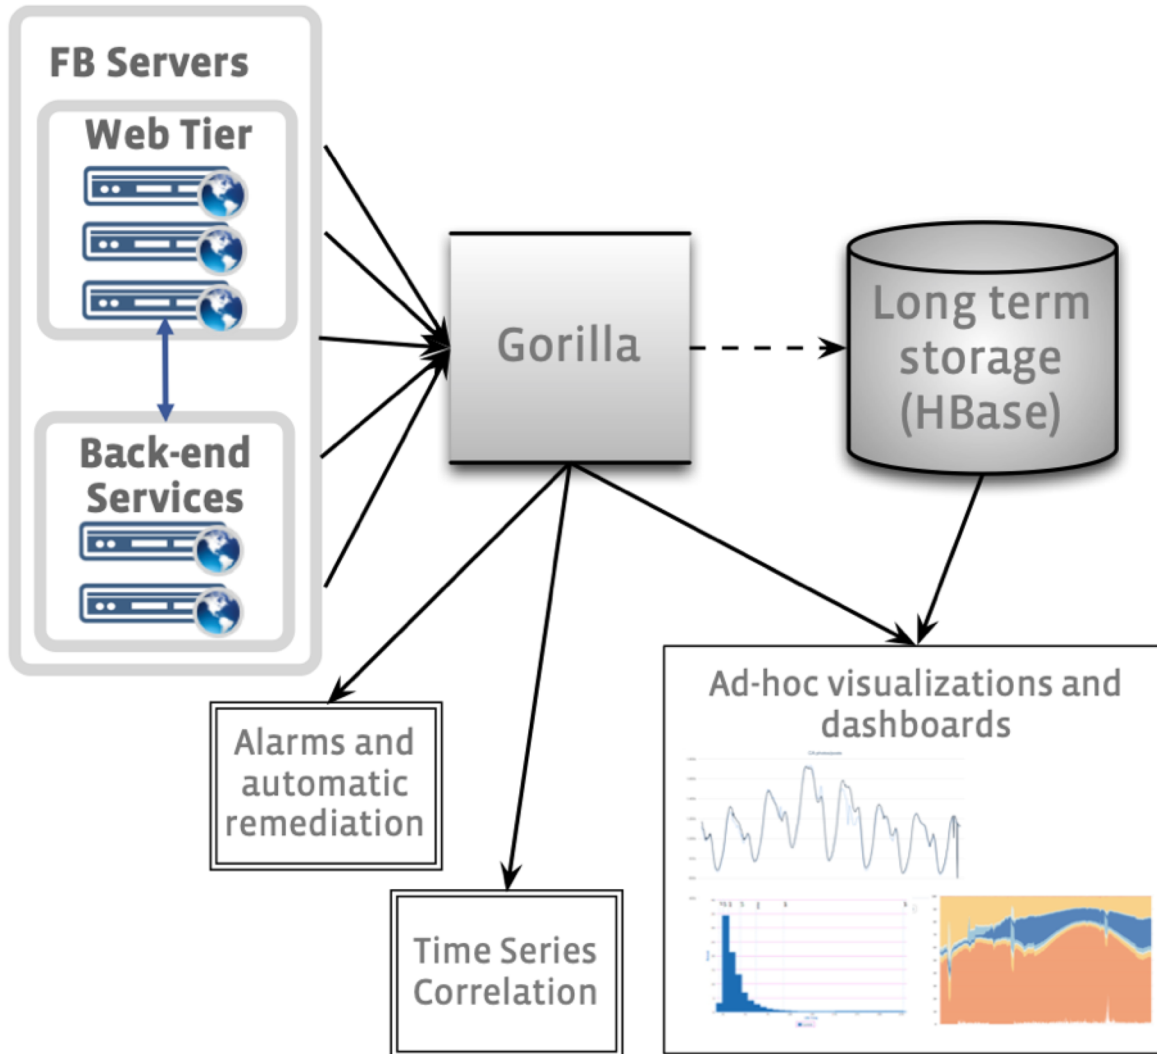 FB Servers
Web Tier
Back-end
Services
Gorilla
Long term
storage
(HBase)
Alarms and
automatic
remediation
Time Series
Correlation
Ad-hoc visualizations and
dashboards